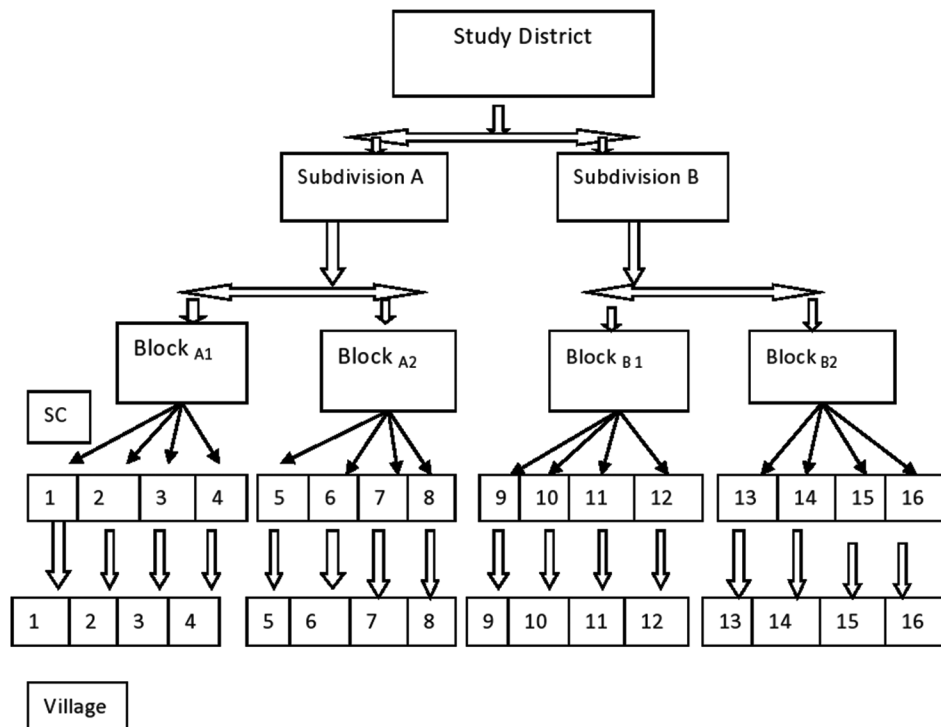 Study District
Subdivision A
Subdivision B
Block A1
Block A2
Block B 1
Block B2
SC
1 2 3 4 5 6 7 8 9 10 11 12 13 14 15 16
1 2 3 4 5 6 7 8 9 10 11 12 13 14 15 16
Village